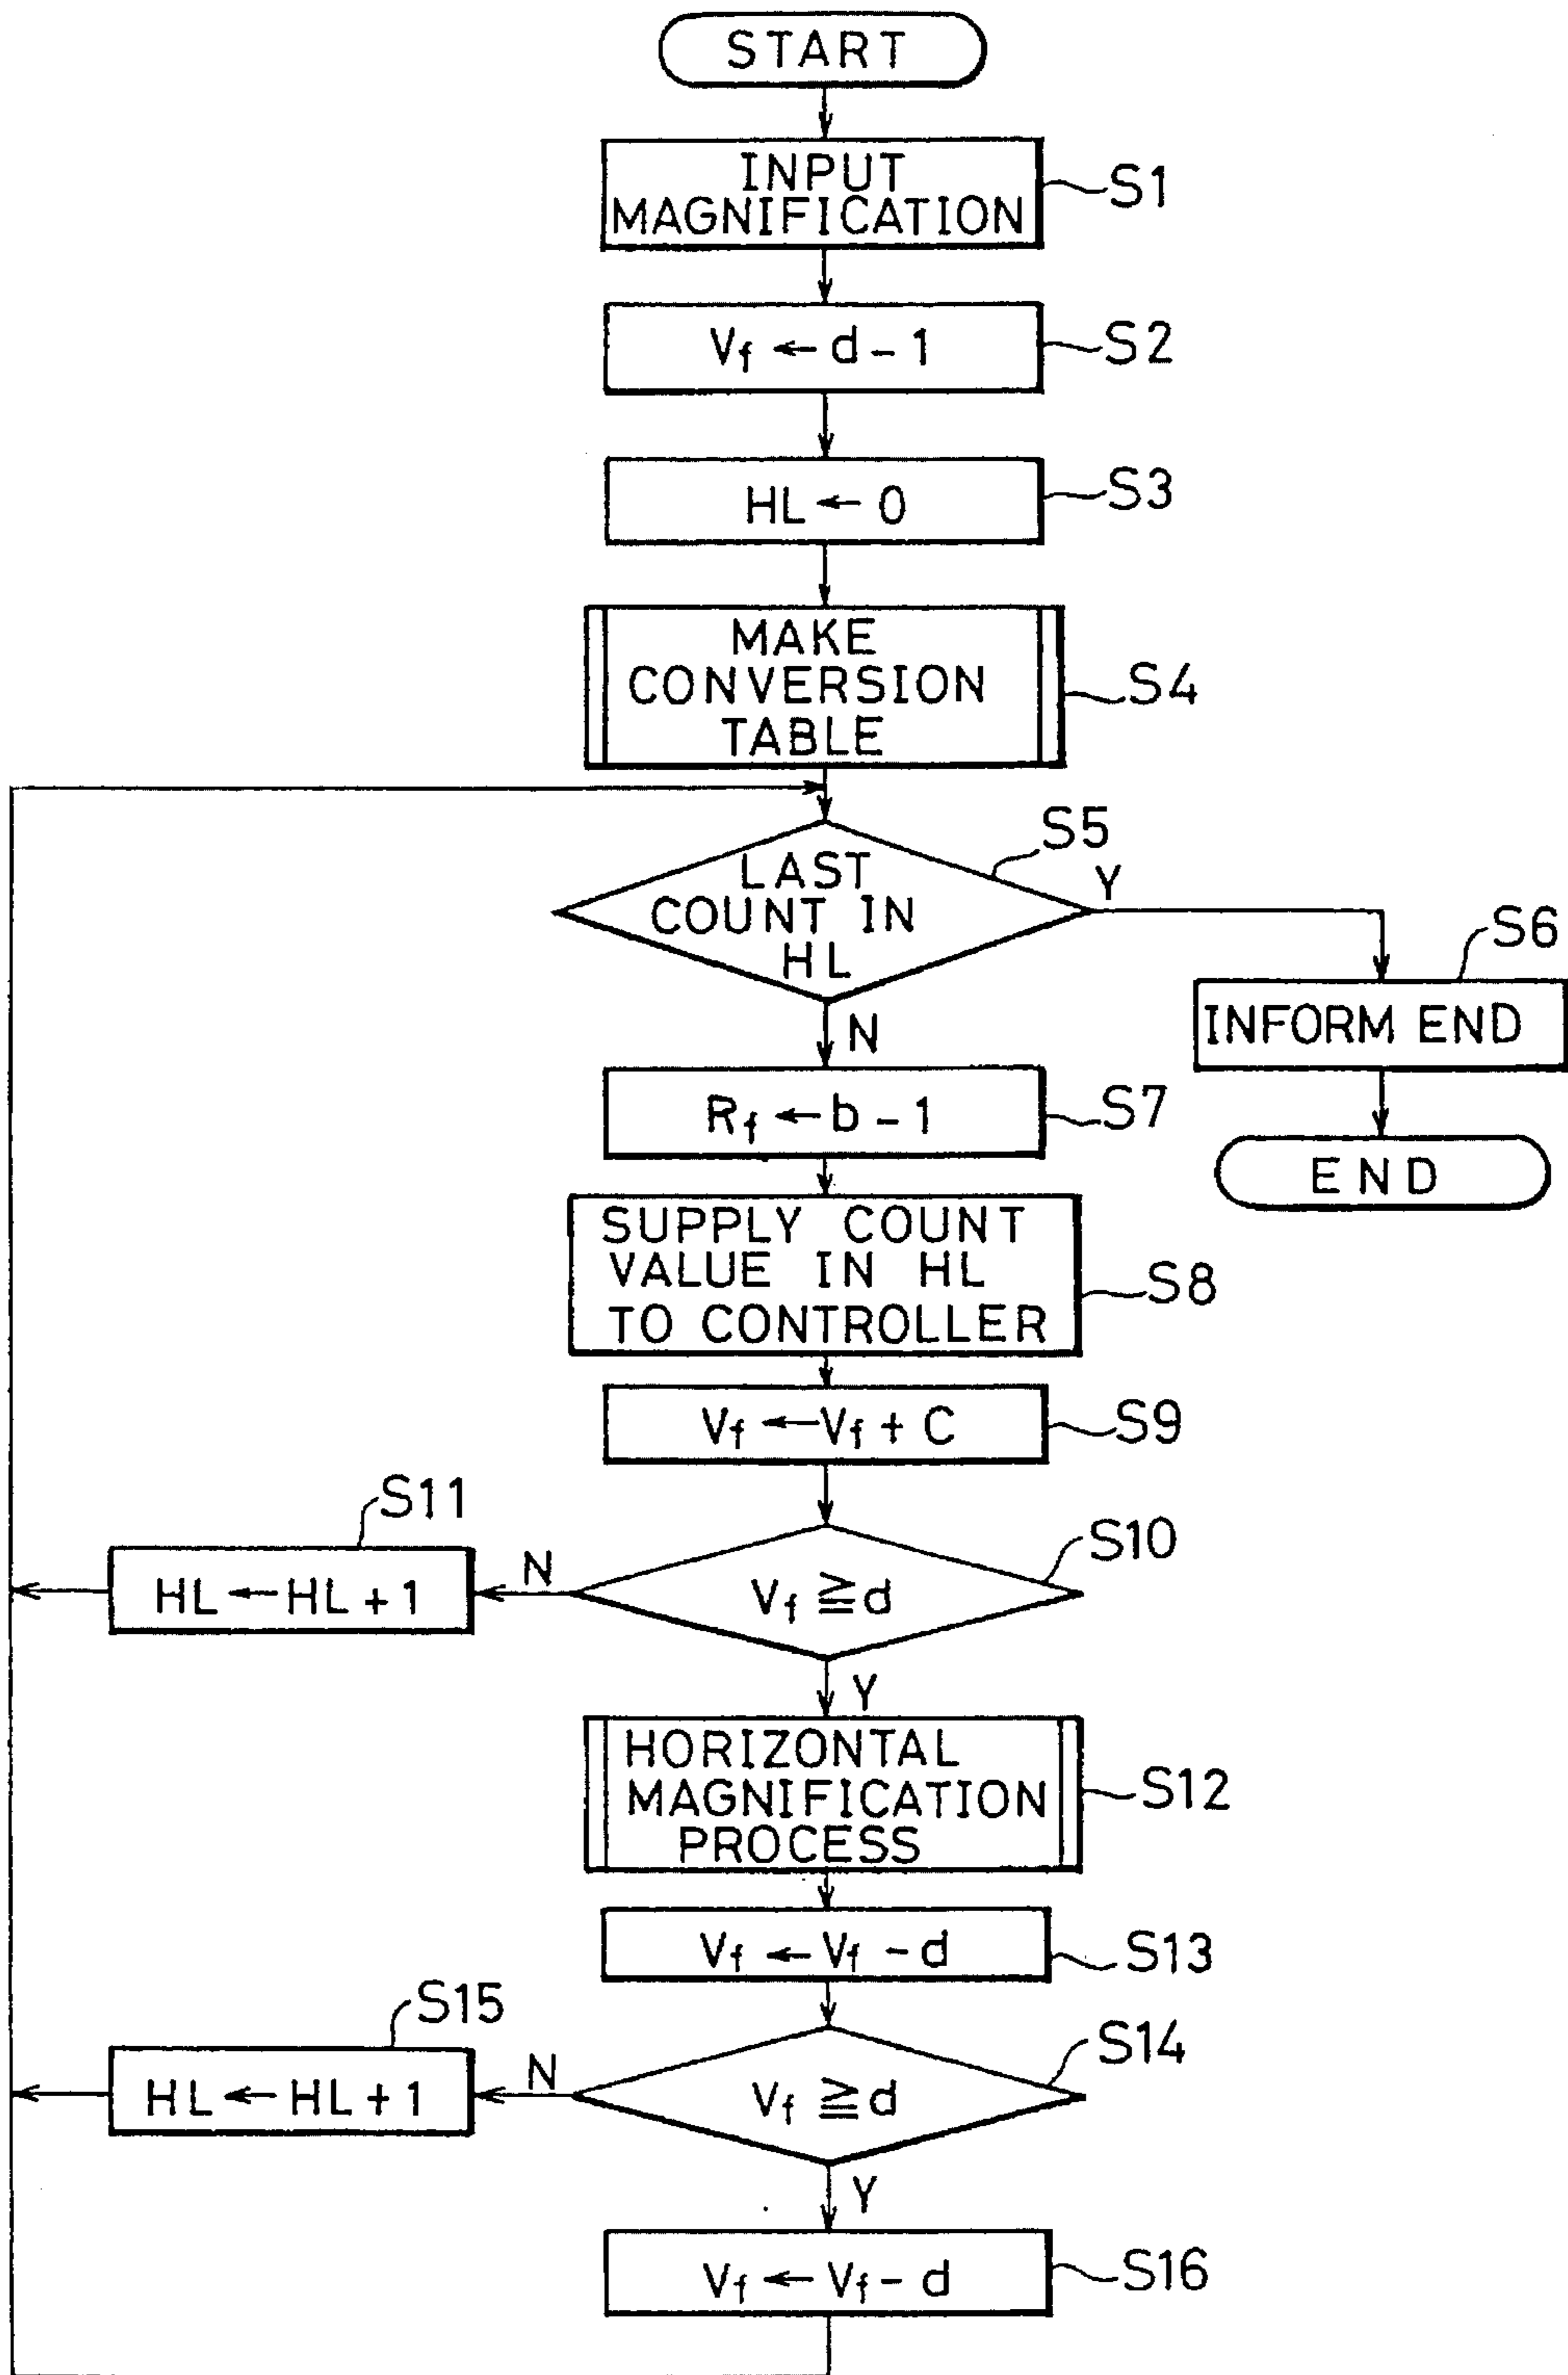 START
INPUT
MAGNIFICATION
S1
Vf ← d - 1
S2
HL ← 0
S3
MAKE
CONVERSION
TABLE
S4
LAST
COUNT IN
HL
S5
Y
N
S6
INFORM END
END
Rf ← b - 1
S7
SUPPLY COUNT
VALUE IN HL
TO CONTROLLER
S8
Vf ← Vf + C
S9
Vf ≧ d
S10
N
Y
S11
HL ← HL + 1
HORIZONTAL
MAGNIFICATION
PROCESS
S12
Vf ← Vf - d
S13
Vf ≧ d
S14
N
Y
S15
HL ← HL + 1
Vf ← Vf - d
S16